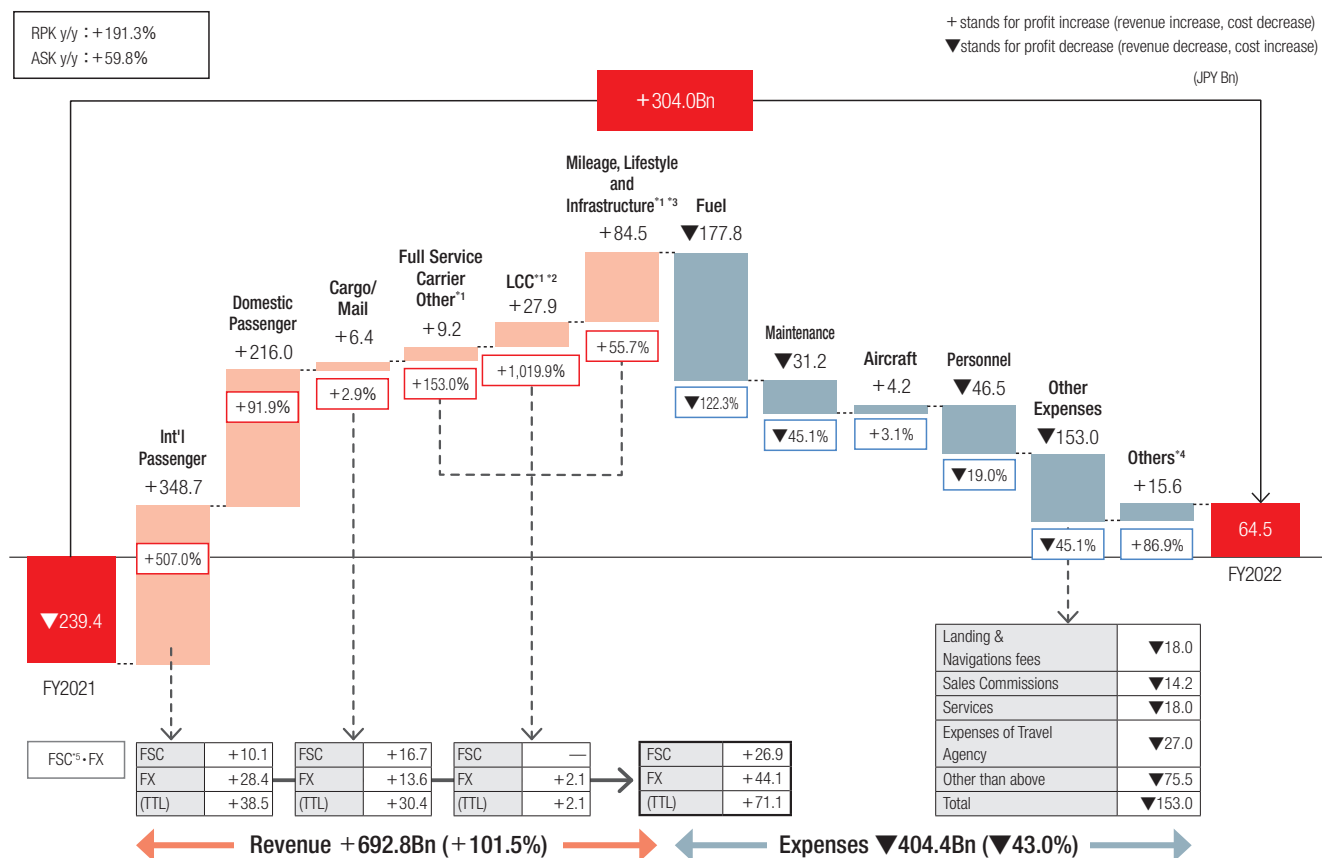 RPK y/y：+191.3%
ASK y/y：+59.8%
+ stands for profit increase (revenue increase, cost decrease)
▼stands for profit decrease (revenue decrease, cost increase)
(JPY Bn)
+304.0Bn
▼239.4
FY2021
Int'l
Passenger
+348.7
+507.0%
Domestic
Passenger
+216.0
+91.9%
Cargo/
Mail
+6.4
+2.9%
Full Service
Carrier
Other*1
+9.2
+153.0%
LCC*1 *2
+27.9
+1,019.9%
Mileage, Lifestyle
and
Infrastructure*1 *3
+84.5
+55.7%
Fuel
▼177.8
▼122.3%
Maintenance
▼31.2
▼45.1%
Aircraft
+4.2
+3.1%
Personnel
▼46.5
▼19.0%
Other
Expenses
▼153.0
▼45.1%
Others*4
+15.6
+86.9%
64.5
FY2022
Landing &
Navigations fees ▼18.0
Sales Commissions ▼14.2
Services ▼18.0
Expenses of Travel
Agency ▼27.0
Other than above ▼75.5
Total ▼153.0
FSC*5・FX
FSC +10.1
FX +28.4
(TTL) +38.5
FSC +16.7
FX +13.6
(TTL) +30.4
FSC —
FX +2.1
(TTL) +2.1
FSC +26.9
FX +44.1
(TTL) +71.1
Revenue +692.8Bn (+101.5%)
Expenses ▼404.4Bn (▼43.0%)